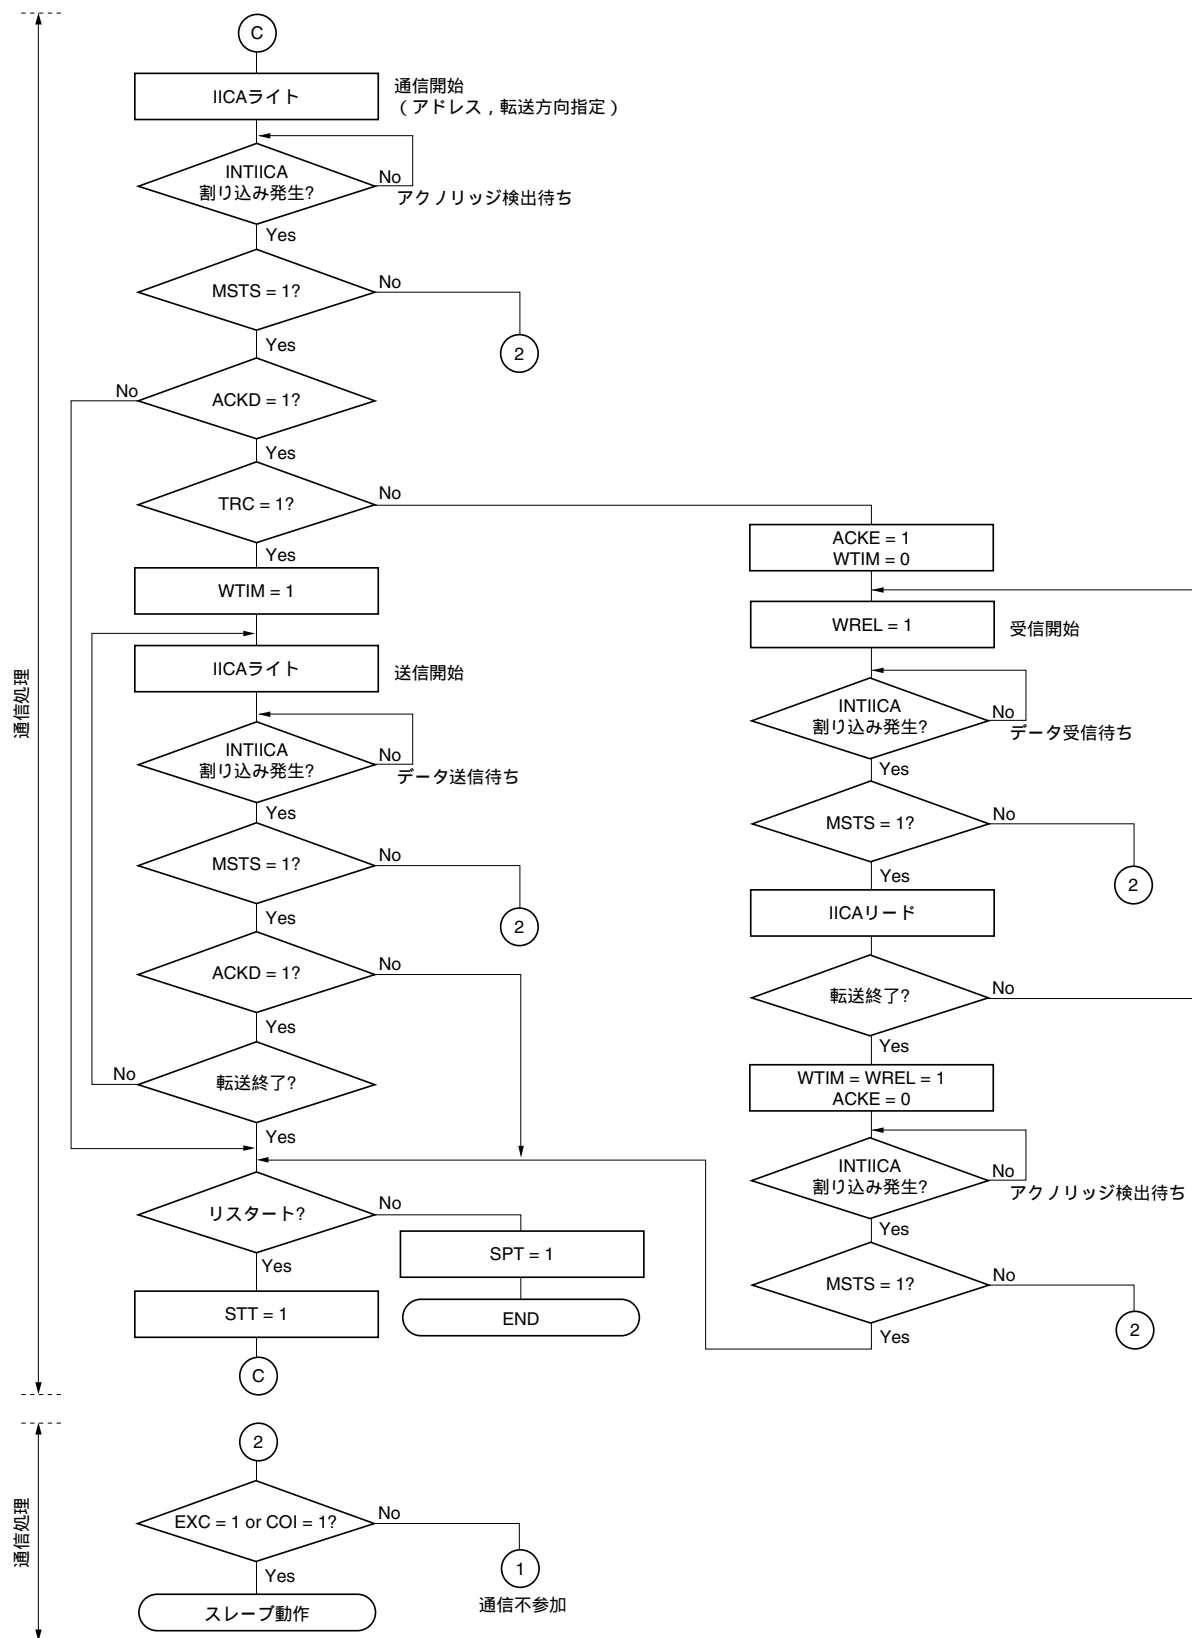 C
IICAライト
通信開始
（アドレス，転送方向指定）
INTIICA
割り込み発生?
No
アクノリッジ検出待ち
Yes
MSTS = 1?
No
2
Yes
ACKD = 1?
No
Yes
TRC = 1?
No
Yes
WTIM = 1
IICAライト
送信開始
INTIICA
割り込み発生?
No
データ送信待ち
Yes
MSTS = 1?
No
2
Yes
ACKD = 1?
No
Yes
転送終了?
No
Yes
リスタート?
No
SPT = 1
END
Yes
STT = 1
C
ACKE = 1
WTIM = 0
WREL = 1
受信開始
INTIICA
割り込み発生?
No
データ受信待ち
Yes
MSTS = 1?
No
2
Yes
IICAリード
転送終了?
No
Yes
WTIM = WREL = 1
ACKE = 0
INTIICA
割り込み発生?
No
アクノリッジ検出待ち
Yes
MSTS = 1?
No
2
Yes
通信処理
2
EXC = 1 or COI = 1?
No
1
通信不参加
Yes
スレーブ動作
通信処理